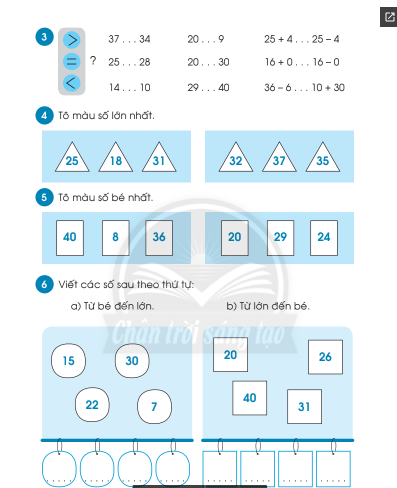 3
>
=
<
?
37 . . . 34 20 . . . 9 25 + 4 . . . 25 – 4
25 . . . 28 20 . . . 30 16 + 0 . . . 16 – 0
14 . . . 10 29 . . . 40 36 – 6 . . . 10 + 30
4 Tô màu số lớn nhất.
25 18 31 32 37 35
5 Tô màu số bé nhất.
40 8 36 20 29 24
6 Viết các số sau theo thứ tự:
a) Từ bé đến lớn. b) Từ lớn đến bé.
Chân trời sáng tạo
15 30 20 26
22 7 40 31
..... ..... ..... ..... ..... ..... ..... .....